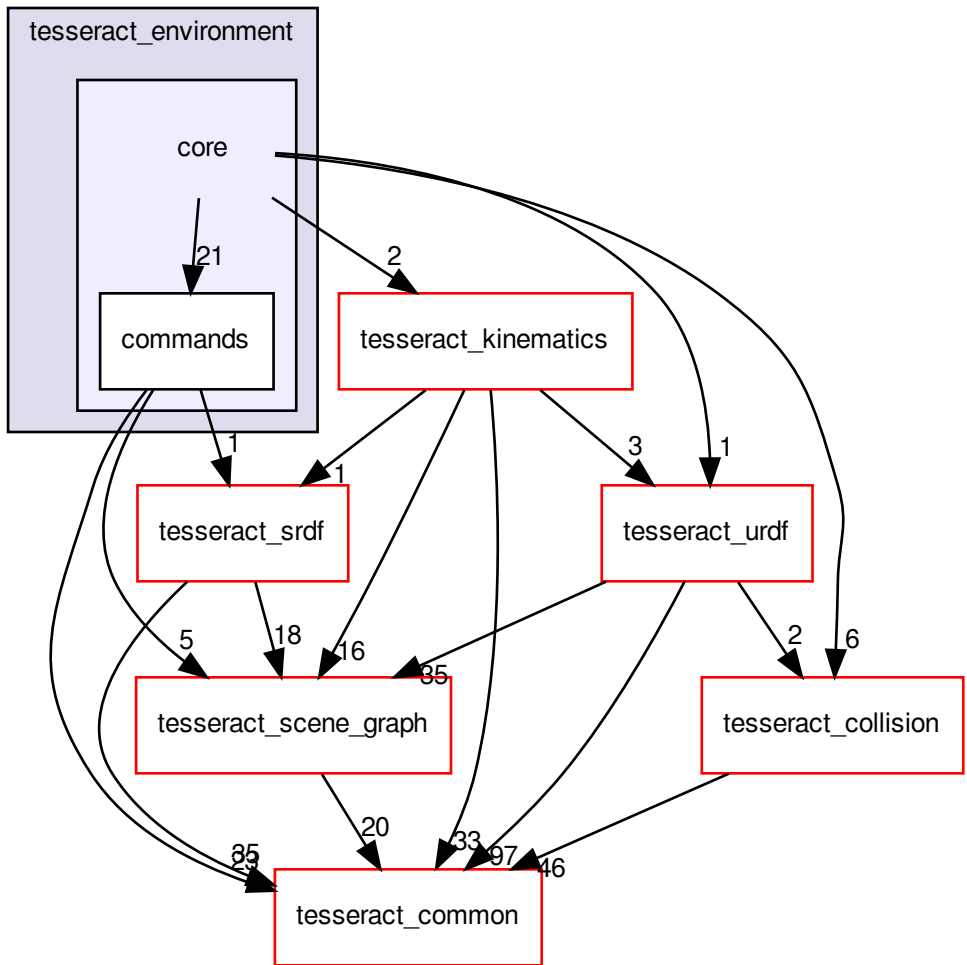 tesseract_environment
core
21
2
commands
tesseract_kinematics
1
1
3
1
tesseract_srdf
tesseract_urdf
5
18
16
35
2
6
tesseract_scene_graph
tesseract_collision
20
33
97
46
tesseract_common